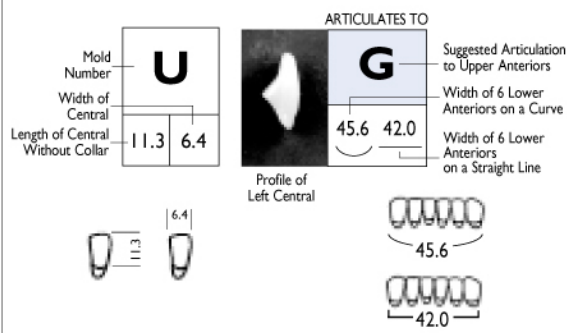 ARTICULATES TO
Mold
Number
U
Width of
Central
Length of Central
Without Collar
11.3
6.4
G
Suggested Articulation
to Upper Anteriors
Width of 6 Lower
Anteriors on a Curve
45.6
42.0
Width of 6 Lower
Anteriors
on a Straight Line
Profile of
Left Central
6.4
11.3
45.6
42.0